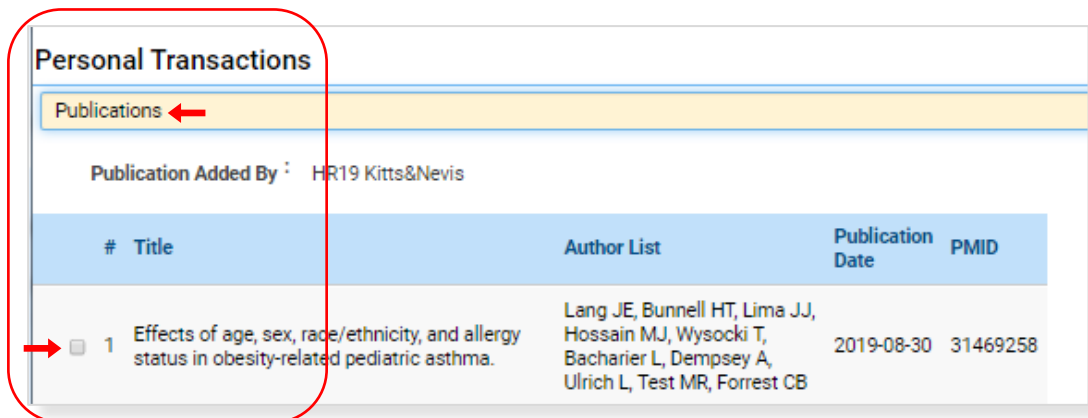 Personal Transactions
Publications
Publication Added By : HR19 Kitts&Nevis
# Title Author List Publication Date PMID
1 Effects of age, sex, race/ethnicity, and allergy
status in obesity-related pediatric asthma.
Lang JE, Bunnell HT, Lima JJ,
Hossain MJ, Wysocki T,
Bacharier L, Dempsey A,
Ulrich L, Test MR, Forrest CB
2019-08-30 31469258